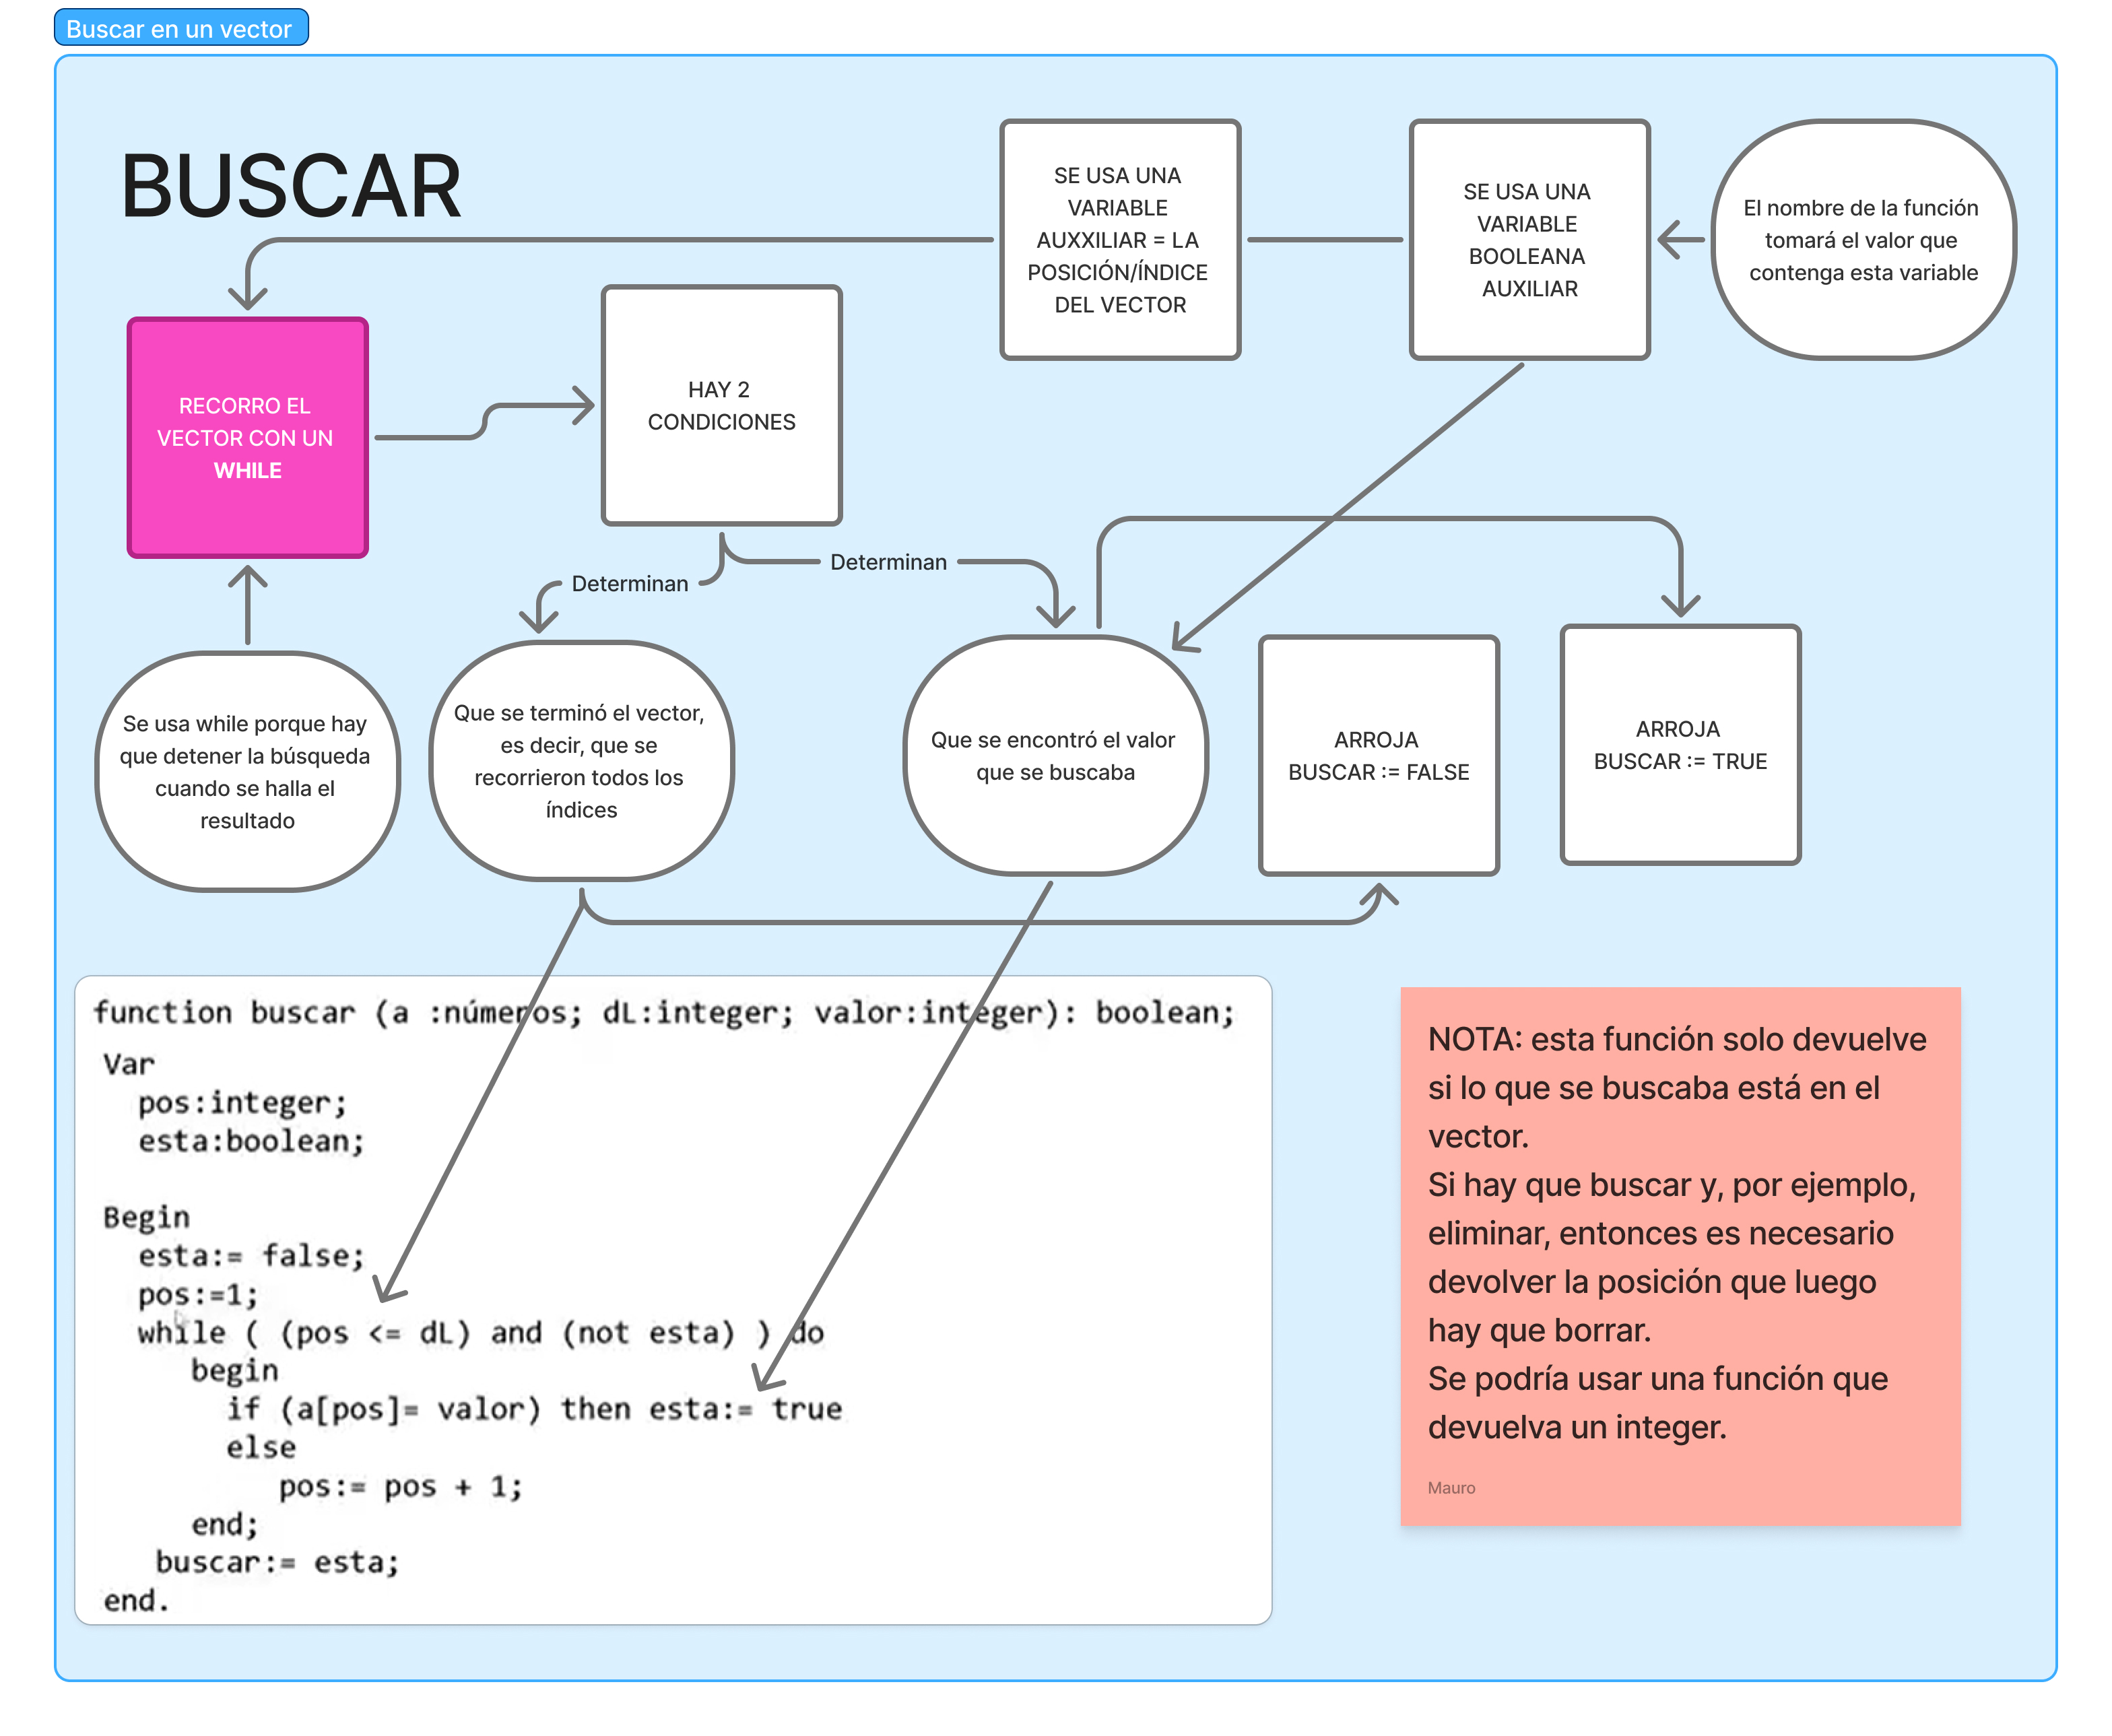 Buscar en un vector
BUSCAR
SE USA UNA
VARIABLE
AUXXILIAR = LA
POSICIÓN/ÍNDICE
DEL VECTOR
SE USA UNA
VARIABLE
BOOLEANA
AUXILIAR
El nombre de la función
tomará el valor que
contenga esta variable
RECORRO EL
VECTOR CON UN
WHILE
HAY 2
CONDICIONES
Determinan
Determinan
Se usa while porque hay
que detener la búsqueda
cuando se halla el
resultado
Que se terminó el vector,
es decir, que se
recorrieron todos los
índices
Que se encontró el valor
que se buscaba
ARROJA
BUSCAR := FALSE
ARROJA
BUSCAR := TRUE
function buscar (a :números; dL:integer; valor:integer): boolean;
Var
pos:integer;
esta:boolean;
Begin
esta:= false;
pos:=1;
while ( (pos <= dL) and (not esta) ) do
begin
if (a[pos]= valor) then esta:= true
else
pos:= pos + 1;
end;
buscar:= esta;
end.
NOTA: esta función solo devuelve
si lo que se buscaba está en el
vector.
Si hay que buscar y, por ejemplo,
eliminar, entonces es necesario
devolver la posición que luego
hay que borrar.
Se podría usar una función que
devuelva un integer.
Mauro